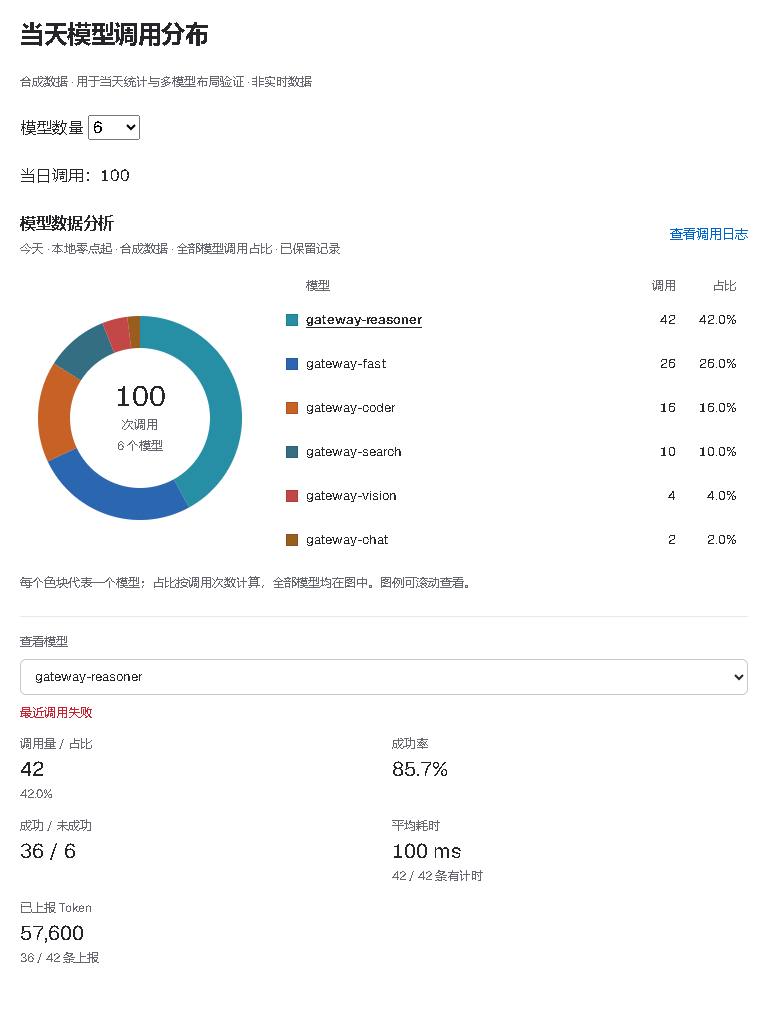 当天模型调用分布
合成数据 · 用于当天统计与多模型布局验证 · 非实时数据
模型数量 6
当日调用：100
模型数据分析
查看调用日志
今天 · 本地零点起 · 合成数据 · 全部模型调用占比 · 已保留记录
模型 调用 占比
gateway-reasoner 42 42.0%
gateway-fast 26 26.0%
gateway-coder 16 16.0%
gateway-search 10 10.0%
gateway-vision 4 4.0%
gateway-chat 2 2.0%
100
次调用
6 个模型
每个色块代表一个模型；占比按调用次数计算，全部模型均在图中。图例可滚动查看。
查看模型
gateway-reasoner
最近调用失败
调用量 / 占比
42
42.0%
成功率
85.7%
成功 / 未成功
36 / 6
平均耗时
100 ms
42 / 42 条有计时
已上报 Token
57,600
36 / 42 条上报